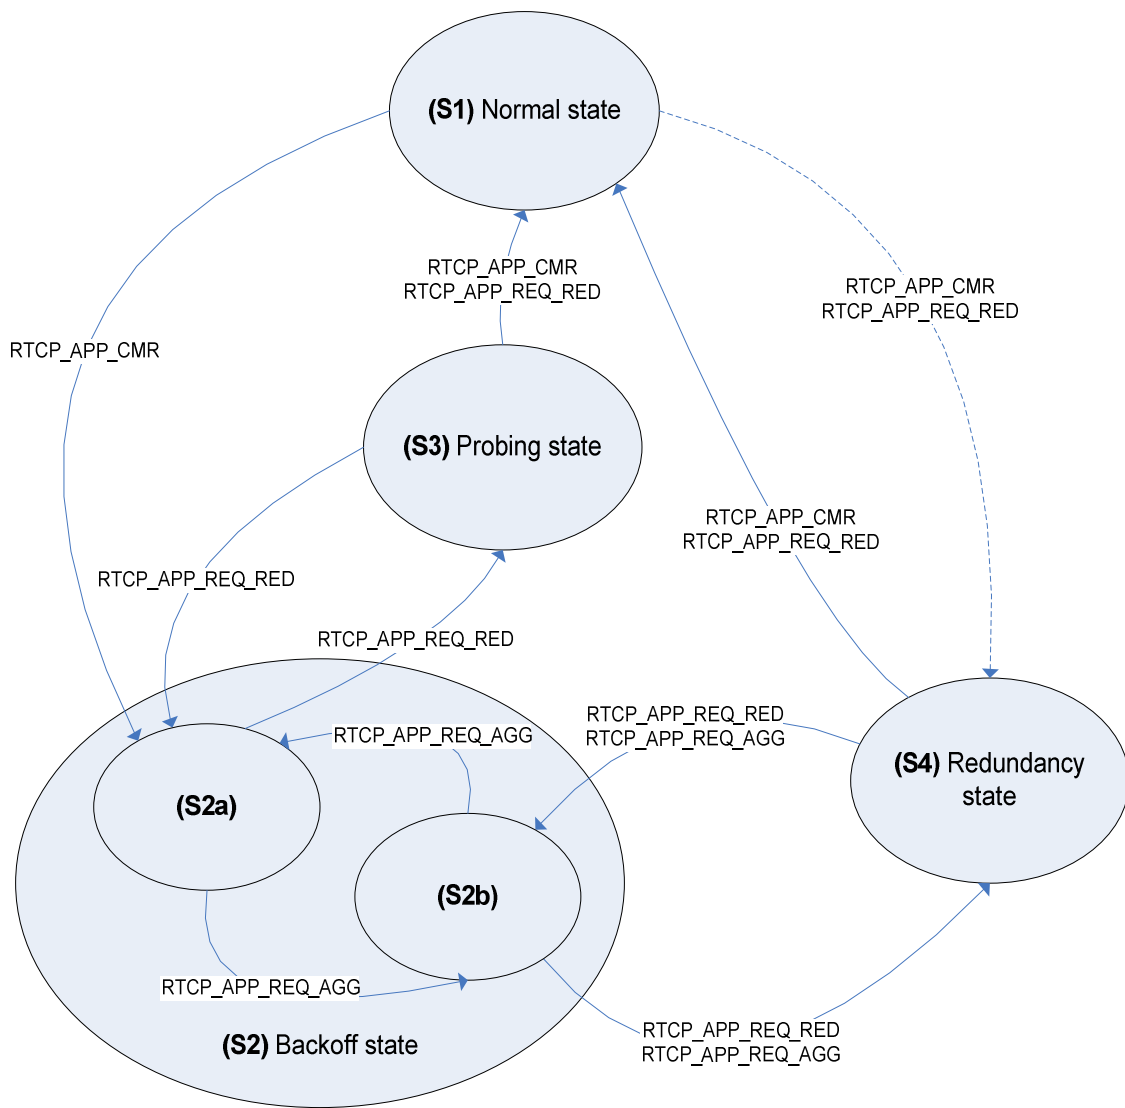 (S1) Normal state
RTCP_APP_CMR
RTCP_APP_REQ_RED
RTCP_APP_CMR
RTCP_APP_REQ_RED
RTCP_APP_CMR
(S3) Probing state
RTCP_APP_CMR
RTCP_APP_REQ_RED
RTCP_APP_REQ_RED
RTCP_APP_REQ_RED
RTCP_APP_REQ_RED
RTCP_APP_REQ_AGG
RTCP_APP_REQ_AGG
(S4) Redundancy
state
(S2a)
(S2b)
RTCP_APP_REQ_AGG
RTCP_APP_REQ_RED
RTCP_APP_REQ_AGG
(S2) Backoff state